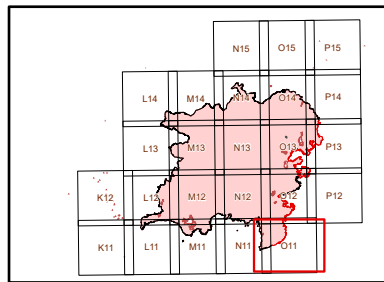 N15 O15 P15
L14 M14 N14 O14 P14
L13 M13 N13 O13 P13
K12 L12 M12 N12 O12 P12
K11 L11 M11 N11 O11